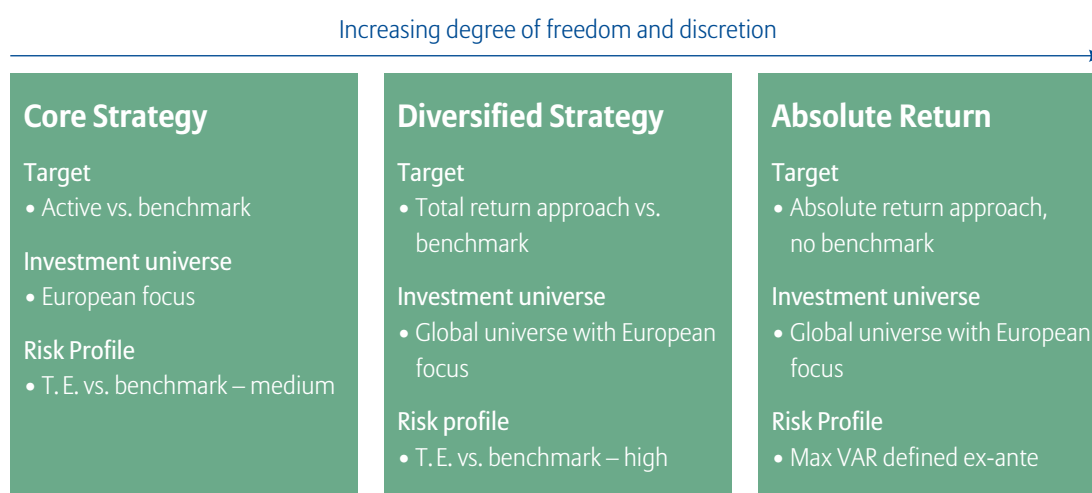 Increasing degree of freedom and discretion
Core Strategy
Target
• Active vs. benchmark
Investment universe
• European focus
Risk Profile
• T. E. vs. benchmark – medium
Diversified Strategy
Target
• Total return approach vs.
benchmark
Investment universe
• Global universe with European
focus
Risk profile
• T. E. vs. benchmark – high
Absolute Return
Target
• Absolute return approach,
no benchmark
Investment universe
• Global universe with European
focus
Risk Profile
• Max VAR defined ex-ante